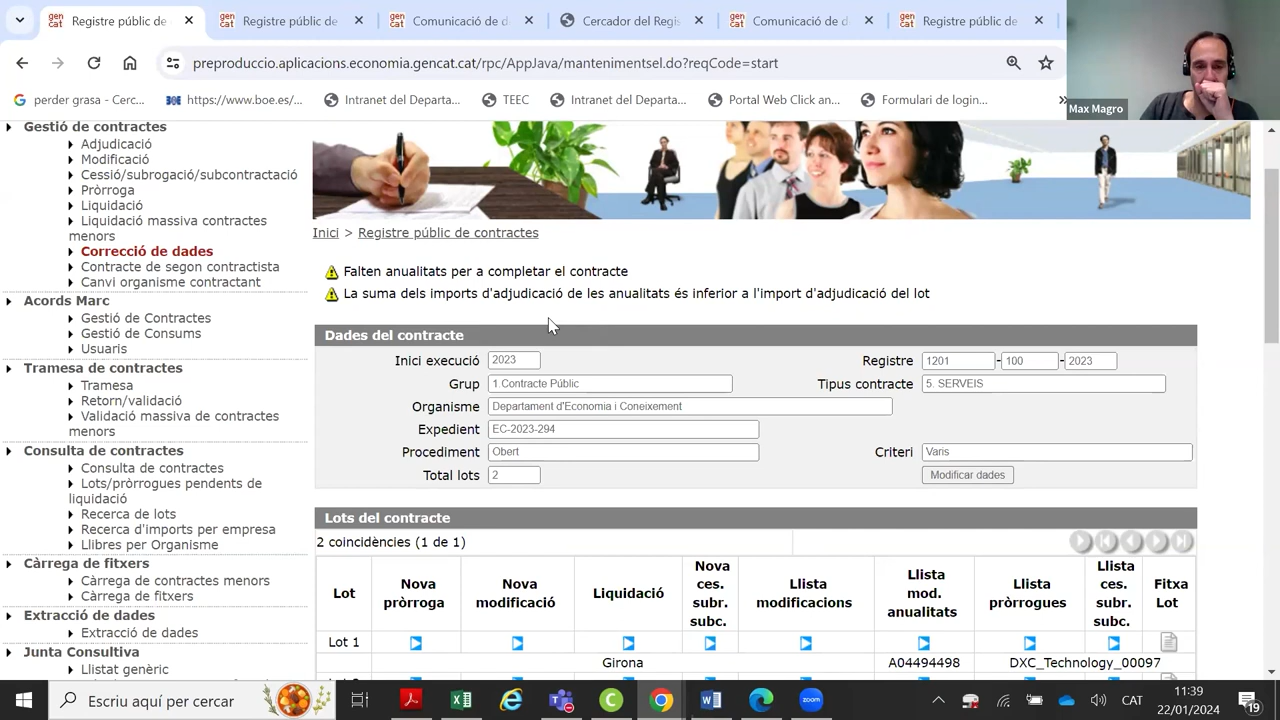 Registre públic de
Registre públic de
Comunicació de d
Cercador del Regis
Comunicació de d
Registre públic de
preproduccio.aplicacions.economia.gencat.cat/rpc/AppJava/mantenimentsel.do?reqCode=start
perder grasa - Cerc...
https://www.boe.es/...
Intranet del Departa...
TEEC
Intranet del Departa...
Portal Web Click an...
Formulari de login...
Max Magro
Gestió de contractes
Adjudicació
Modificació
Cessió/subrogació/subcontractació
Pròrroga
Liquidació
Liquidació massiva contractes
menors
Correcció de dades
Contracte de segon contractista
Canvi organisme contractant
Acords Marc
Gestió de Contractes
Gestió de Consums
Usuaris
Tramesa de contractes
Tramesa
Retorn/validació
Validació massiva de contractes
menors
Consulta de contractes
Consulta de contractes
Lots/pròrrogues pendents de
liquidació
Recerca de lots
Recerca d'imports per empresa
Llibres per Organisme
Càrrega de fitxers
Càrrega de contractes menors
Càrrega de fitxers
Extracció de dades
Extracció de dades
Junta Consultiva
Llistat genèric
Inici > Registre públic de contractes
Falten anualitats per a completar el contracte
La suma dels imports d'adjudicació de les anualitats és inferior a l'import d'adjudicació del lot
Dades del contracte
Inici execució 2023 Registre 1201 - 100 - 2023
Grup 1.Contracte Públic Tipus contracte 5. SERVEIS
Organisme Departament d'Economia i Coneixement
Expedient EC-2023-294
Procediment Obert Criteri Varis
Total lots 2 Modificar dades
Lots del contracte
2 coincidències (1 de 1)
Lot
Nova pròrroga
Nova modificació
Liquidació
Nova ces. subr. subc.
Llista modificacions
Llista mod. anualitats
Llista pròrrogues
Llista ces. subr. subc.
Fitxa Lot
Lot 1
Girona A04494498 DXC_Technology_00097
Escriu aquí per cercar
CAT
11:39
22/01/2024
19